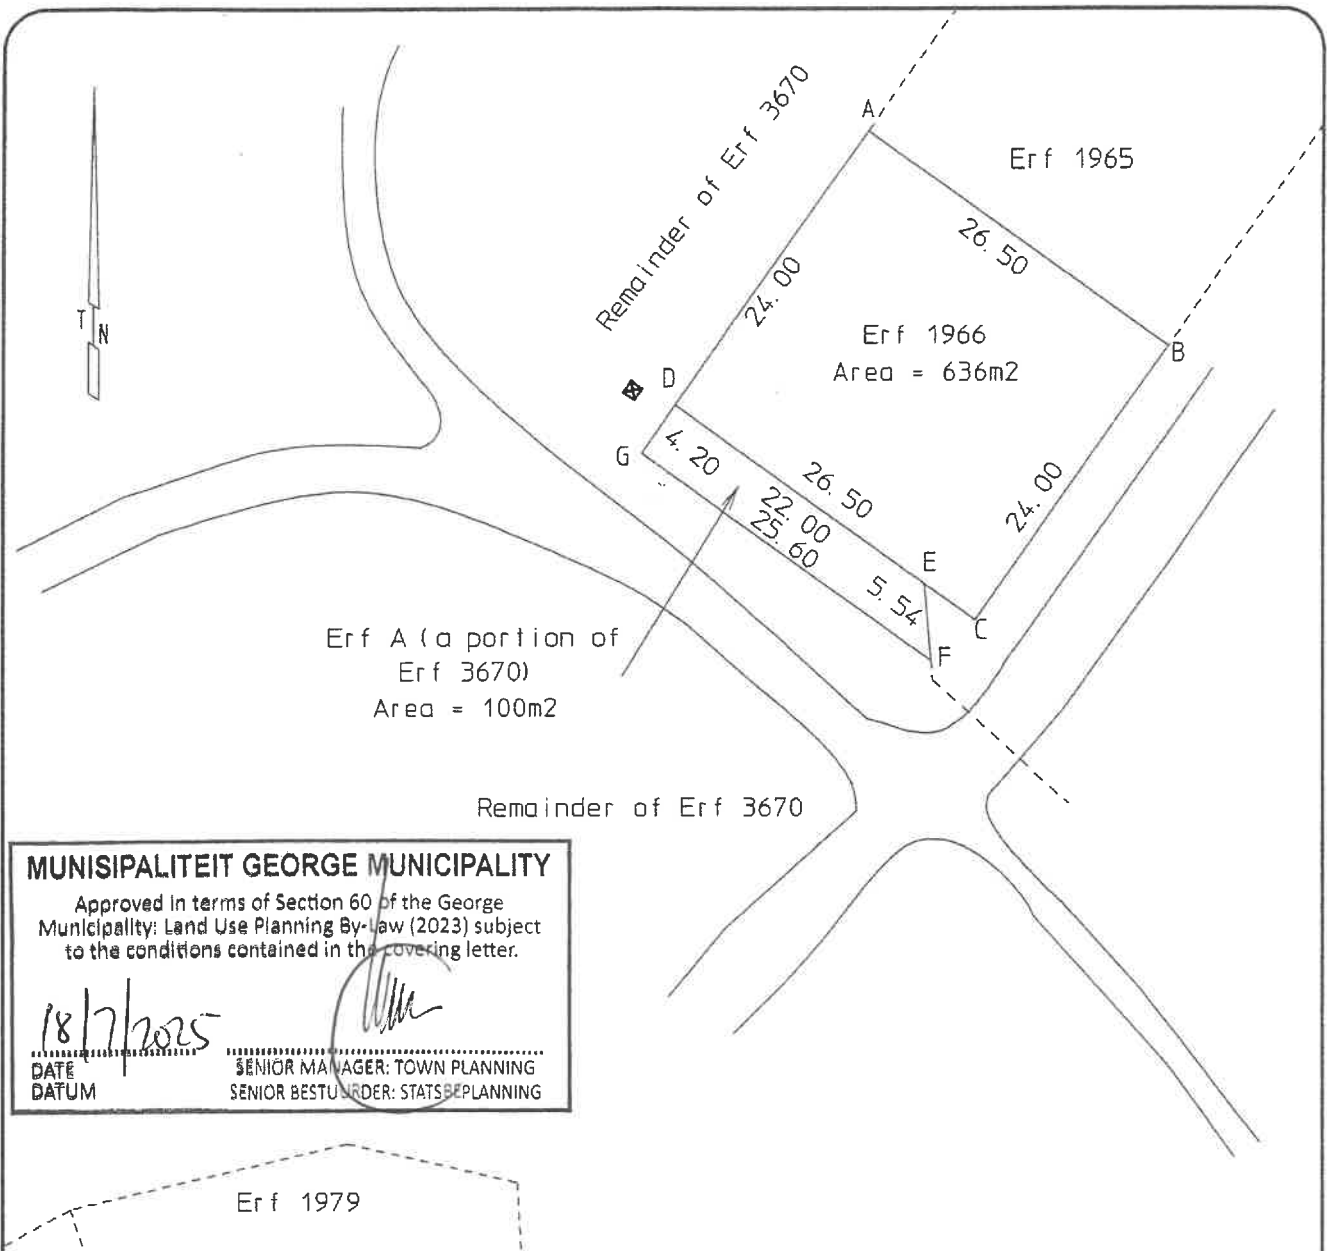 A
Remainder of Erf 3670
Erf 1965
26.50
24.00
T N
Erf 1966
Area = 636m2
B
D
G
4.20
26.50
22.00
25.60
24.00
E
5.54
C
F
Erf A (a portion of
Erf 3670)
Area = 100m2
Remainder of Erf 3670
MUNISIPALITEIT GEORGE MUNICIPALITY
Approved in terms of Section 60 of the George
Municipality: Land Use Planning By-Law (2023) subject
to the conditions contained in the covering letter.
18/7/2025
DATE
DATUM
SENIOR MANAGER: TOWN PLANNING
SENIOR BESTUURDER: STATSBEPLANNING
Erf 1979